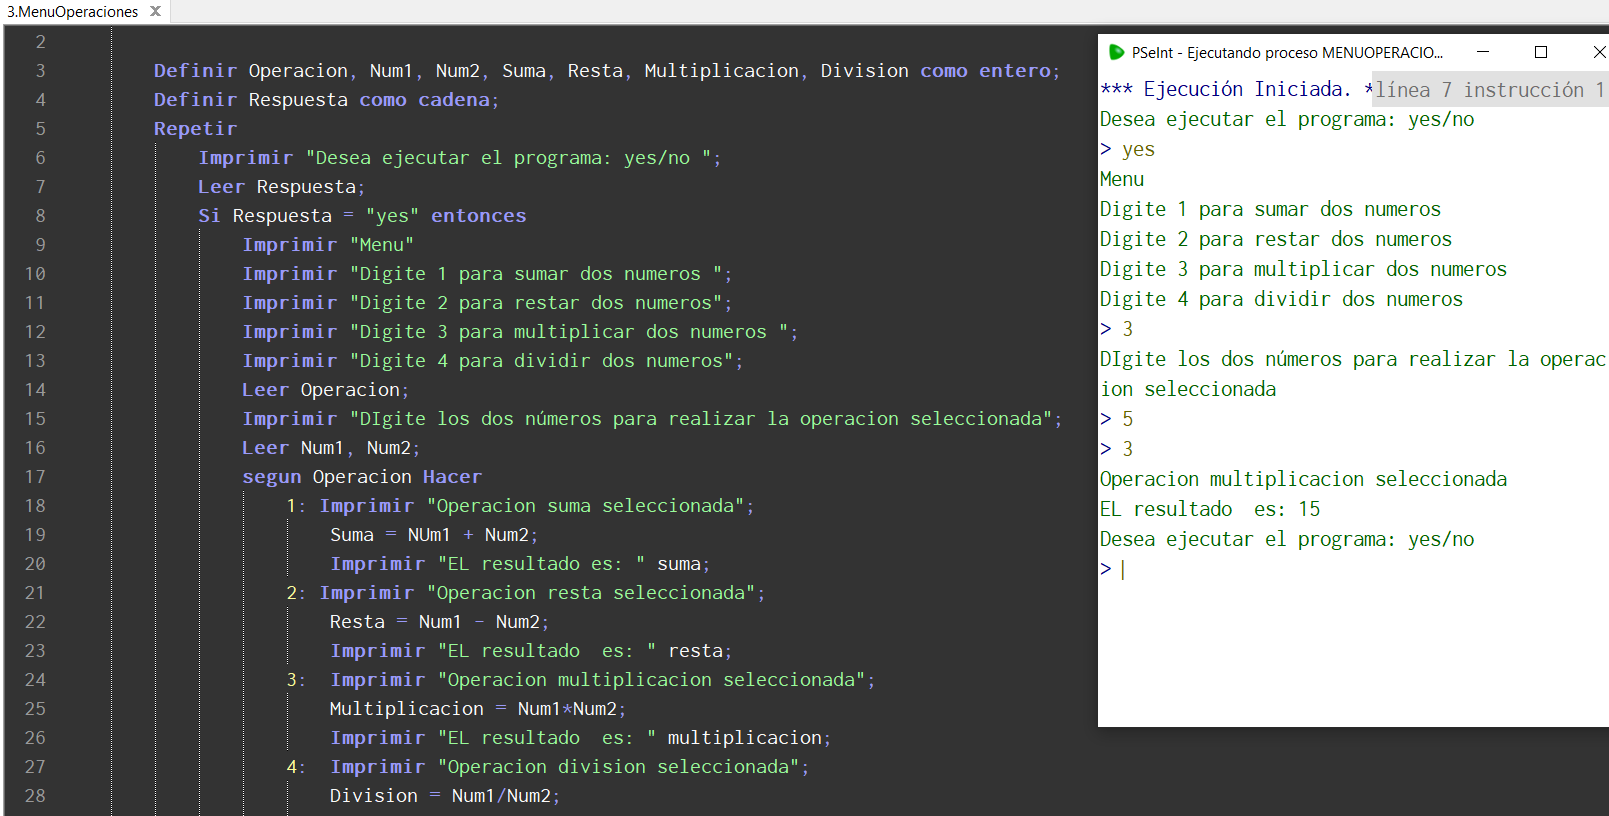 3.MenuOperaciones X
2
3 Definir Operacion, Num1, Num2, Suma, Resta, Multiplicacion, Division como entero;
4 Definir Respuesta como cadena;
5 Repetir
6 Imprimir "Desea ejecutar el programa: yes/no ";
7 Leer Respuesta;
8 Si Respuesta = "yes" entonces
9 Imprimir "Menu"
10 Imprimir "Digite 1 para sumar dos numeros ";
11 Imprimir "Digite 2 para restar dos numeros";
12 Imprimir "Digite 3 para multiplicar dos numeros ";
13 Imprimir "Digite 4 para dividir dos numeros";
14 Leer Operacion;
15 Imprimir "DIgite los dos números para realizar la operacion seleccionada";
16 Leer Num1, Num2;
17 segun Operacion Hacer
18 1: Imprimir "Operacion suma seleccionada";
19 Suma = NUm1 + Num2;
20 Imprimir "EL resultado es: " suma;
21 2: Imprimir "Operacion resta seleccionada";
22 Resta = Num1 - Num2;
23 Imprimir "EL resultado  es: " resta;
24 3:  Imprimir "Operacion multiplicacion seleccionada";
25 Multiplicacion = Num1*Num2;
26 Imprimir "EL resultado  es: " multiplicacion;
27 4:  Imprimir "Operacion division seleccionada";
28 Division = Num1/Num2;
PSeInt - Ejecutando proceso MENUOPERACIO...
*** Ejecución Iniciada. *
línea 7 instrucción 1
Desea ejecutar el programa: yes/no
> yes
Menu
Digite 1 para sumar dos numeros
Digite 2 para restar dos numeros
Digite 3 para multiplicar dos numeros
Digite 4 para dividir dos numeros
> 3
DIgite los dos números para realizar la operac
ion seleccionada
> 5
> 3
Operacion multiplicacion seleccionada
EL resultado  es: 15
Desea ejecutar el programa: yes/no
>